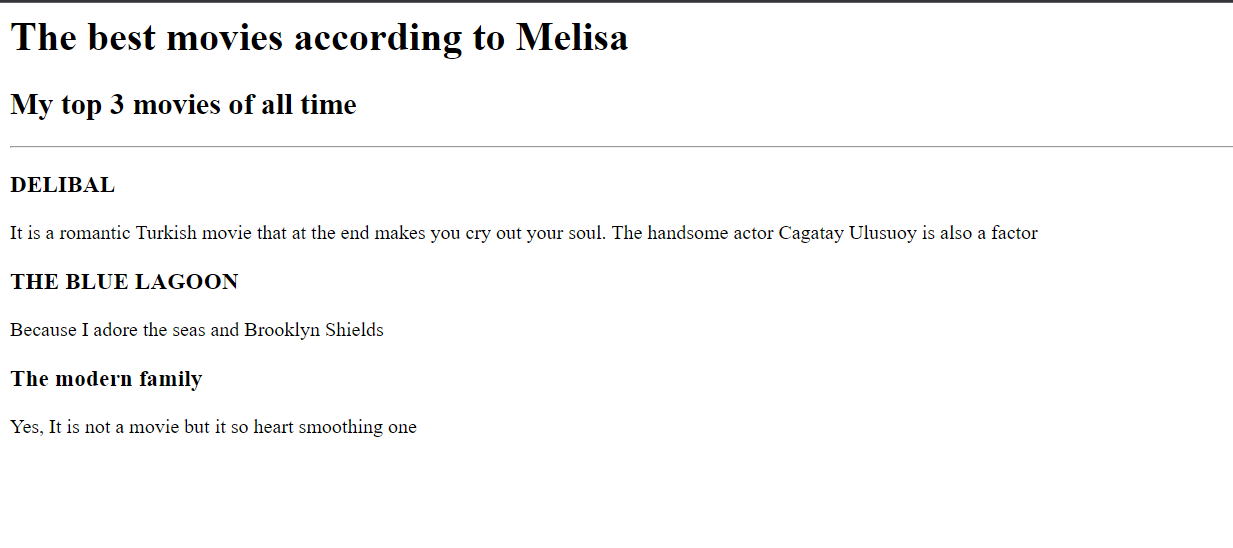 The best movies according to Melisa
My top 3 movies of all time
DELIBAL
It is a romantic Turkish movie that at the end makes you cry out your soul. The handsome actor Cagatay Ulusuoy is also a factor
THE BLUE LAGOON
Because I adore the seas and Brooklyn Shields
The modern family
Yes, It is not a movie but it so heart smoothing one